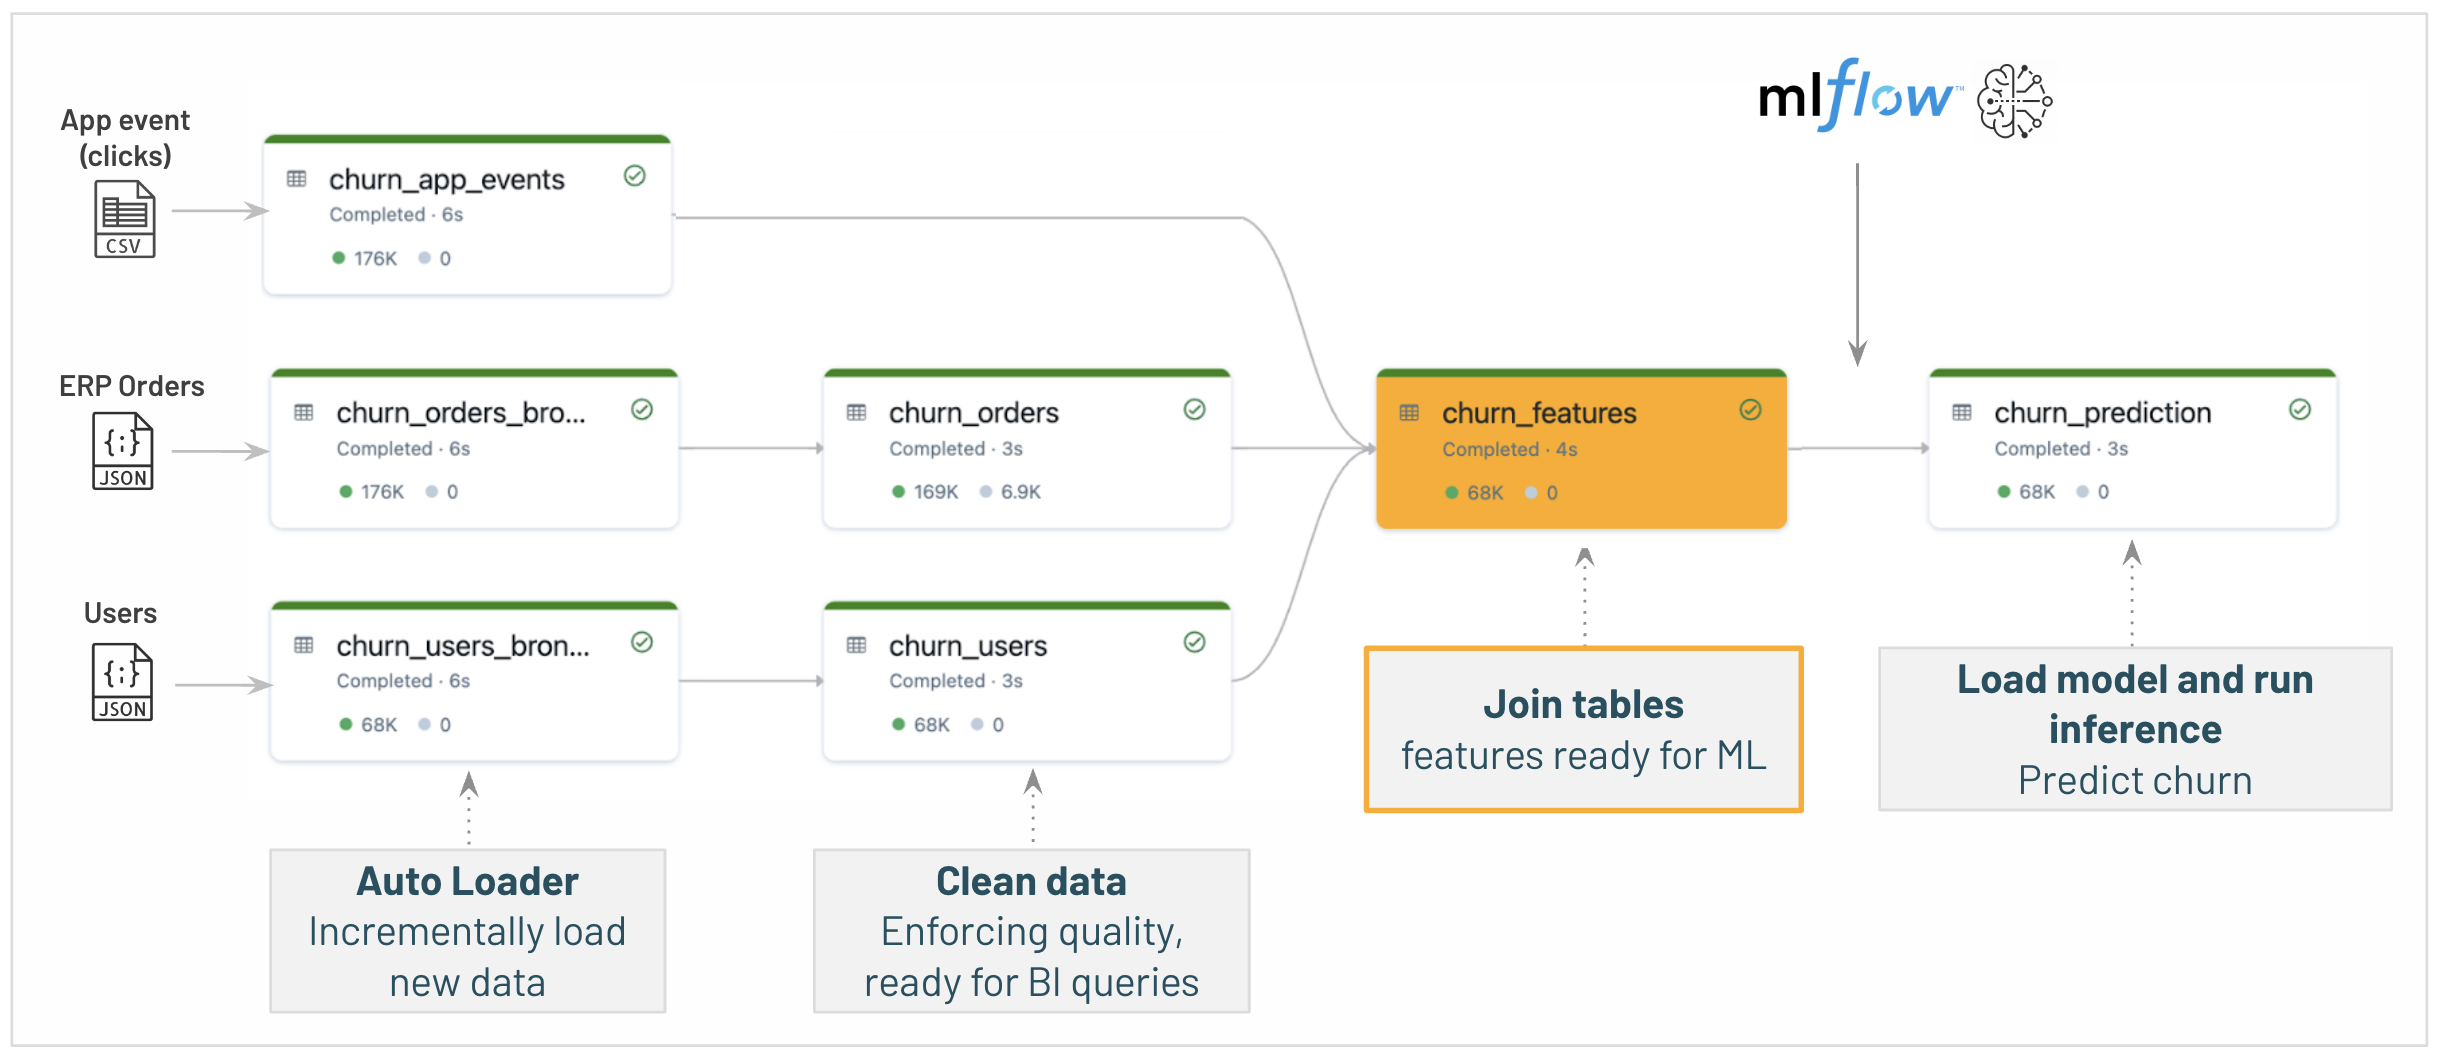 mlflow™
App event
(clicks)
CSV
churn_app_events
Completed · 6s
176K 0
ERP Orders
{;}
JSON
churn_orders_bro...
Completed · 6s
176K 0
churn_orders
Completed · 3s
169K 6.9K
churn_features
Completed · 4s
68K 0
churn_prediction
Completed · 3s
68K 0
Users
{;}
JSON
churn_users_bron...
Completed · 6s
68K 0
churn_users
Completed · 3s
68K 0
Join tables
features ready for ML
Load model and run
inference
Predict churn
Auto Loader
Incrementally load
new data
Clean data
Enforcing quality,
ready for BI queries